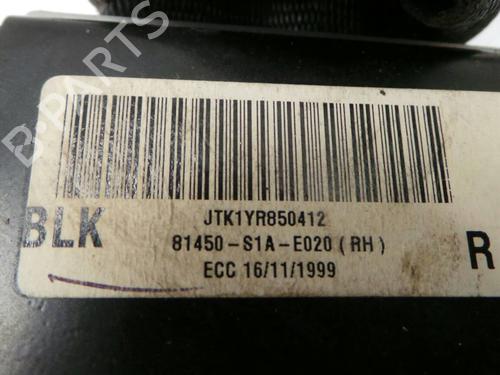 JTK1YR850412
BLK
81450-S1A-E020 (RH)
R
ECC 16/11/1999
B-PARTS